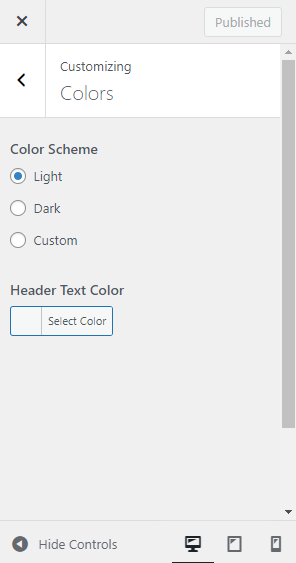 Published
Customizing
Colors
Color Scheme
Light
Dark
Custom
Header Text Color
Select Color
Hide Controls